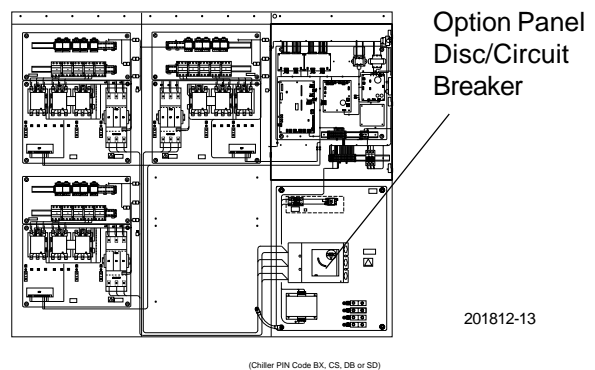 Option Panel
Disc/Circuit
Breaker
201812-13
(Chiller PIN Code BX, CS, DB or SD)